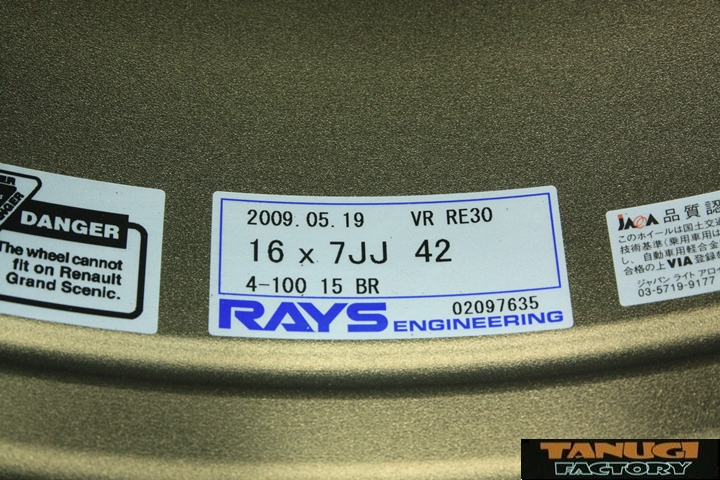 DANGER
The wheel cannot
fit on Renault
Grand Scenic.
2009.05.19 VR RE30
16 x 7JJ 42
4-100 15 BR
02097635
RAYS ENGINEERING
品質認
このホイールは国土交
技術基準(乗用車用
し、自動車用軽合金
合格の上VIA登録
ジャパン ライト アロ
03-5719-9177
TANUGI
FACTORY